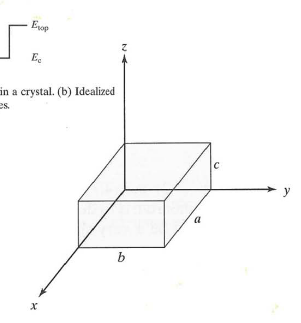 E_top
E_c
in a crystal. (b) Idealized
es.
z
c
y
a
b
x